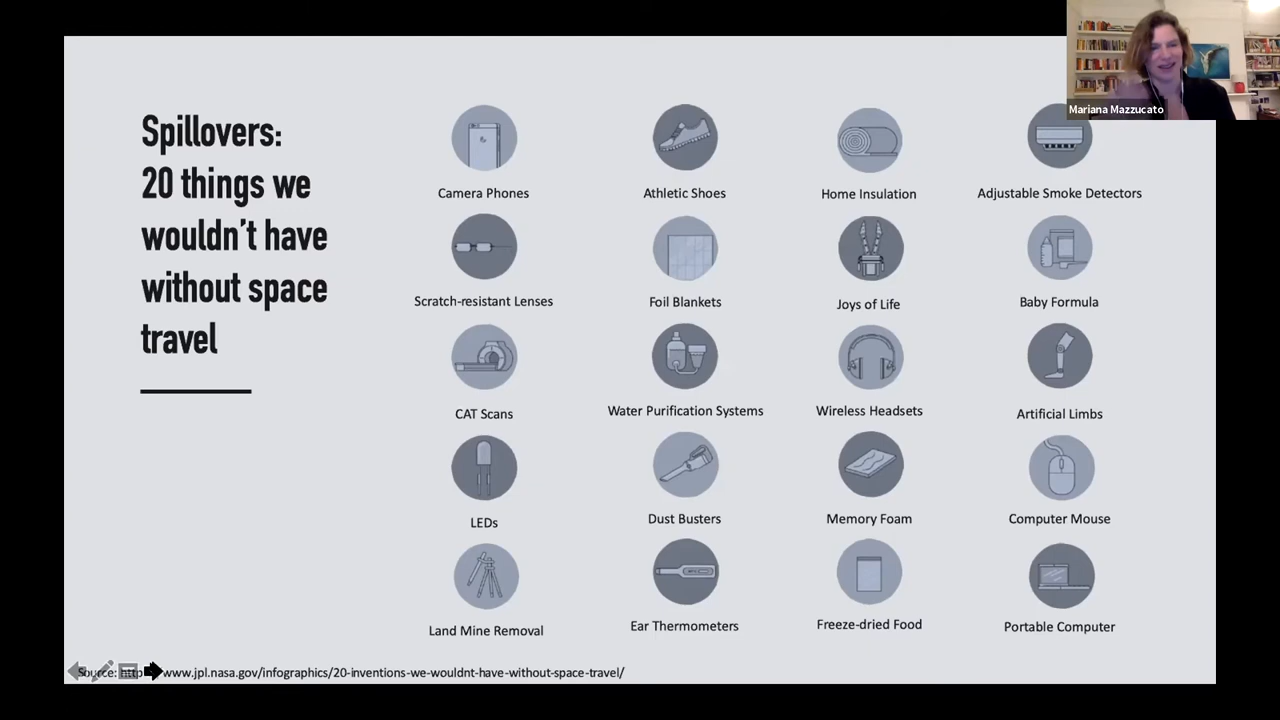 Mariana Mazzucato
Spillovers:
20 things we
wouldn't have
without space
travel
Camera Phones
Athletic Shoes
Home Insulation
Adjustable Smoke Detectors
Scratch-resistant Lenses
Foil Blankets
Joys of Life
Baby Formula
CAT Scans
Water Purification Systems
Wireless Headsets
Artificial Limbs
LEDs
Dust Busters
Memory Foam
Computer Mouse
Land Mine Removal
Ear Thermometers
Freeze-dried Food
Portable Computer
Source: http www.jpl.nasa.gov/infographics/20-inventions-we-wouldnt-have-without-space-travel/